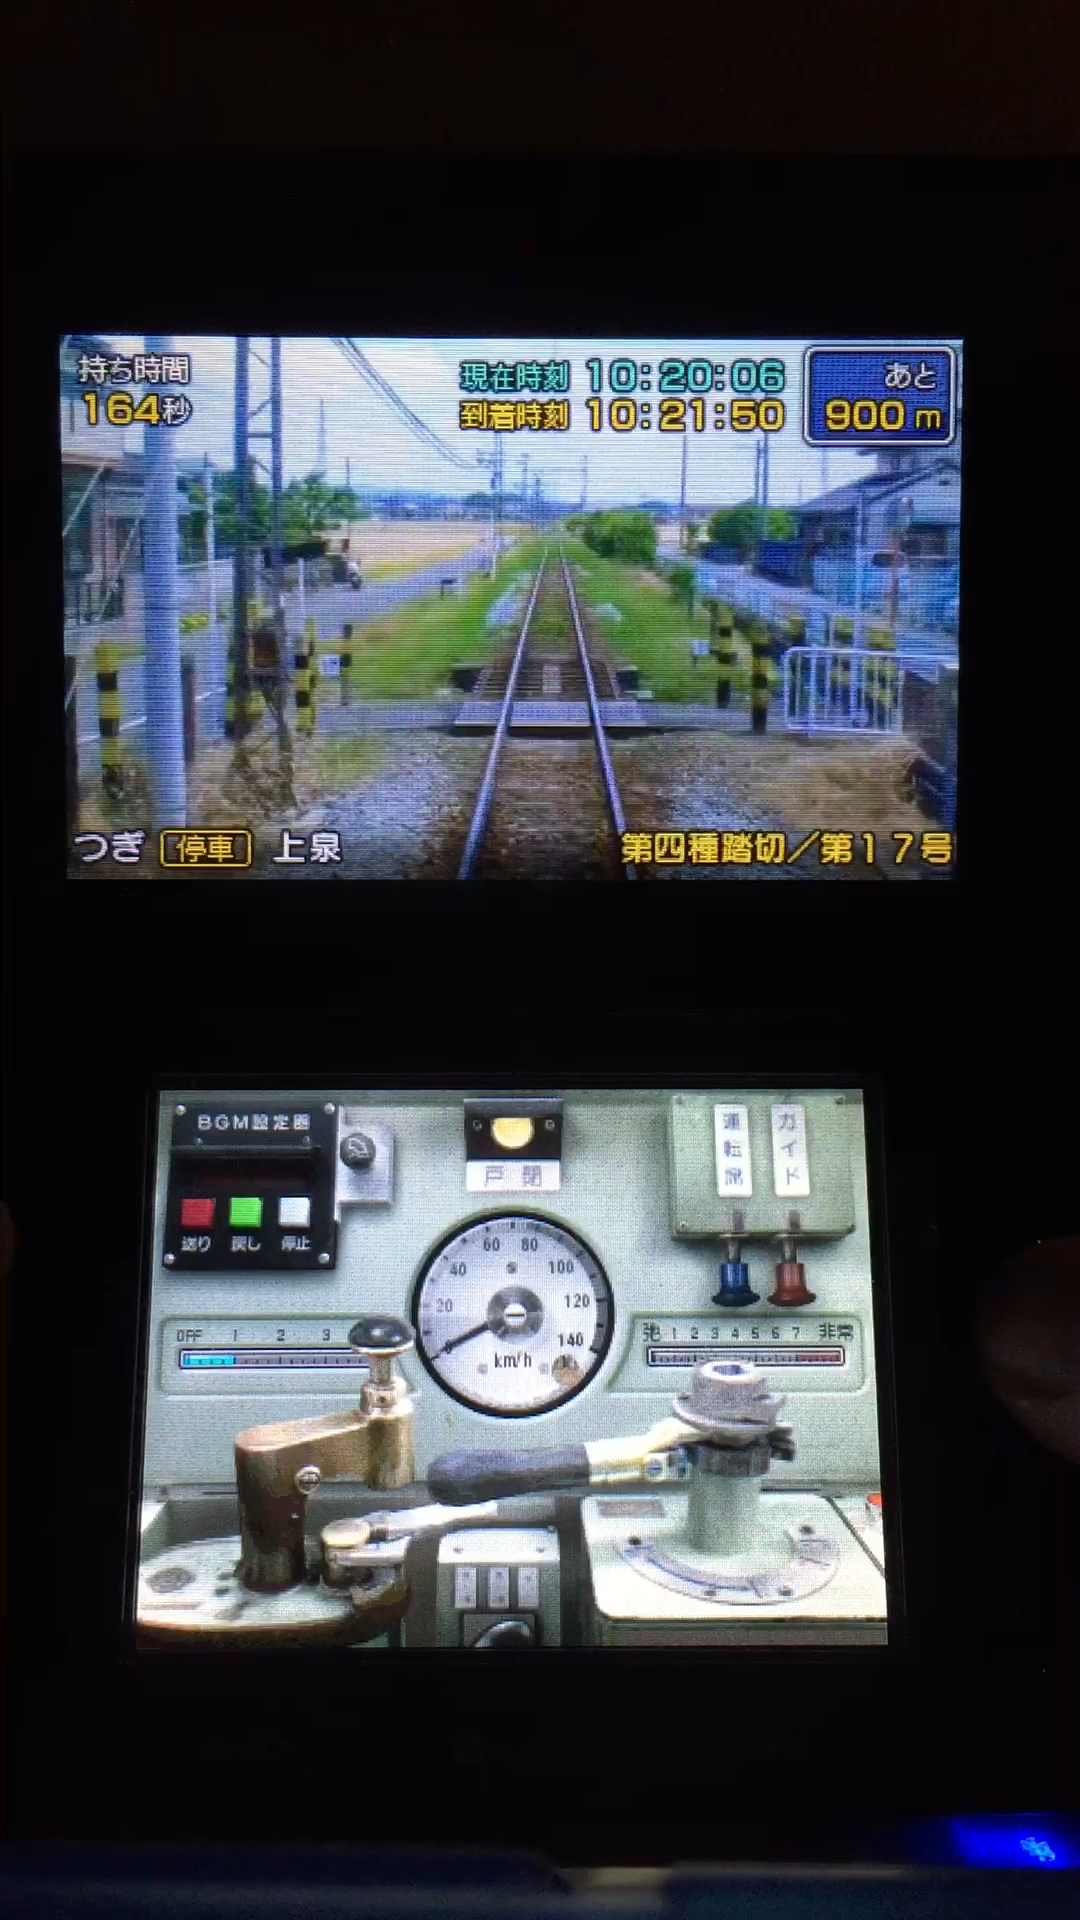 持ち時間
164秒
現在時刻 10:20:06
到着時刻 10:21:50
あと
900m
つぎ 停車 上泉
第四種踏切／第17号
BGM設定器
送り 戻し 停止
戸閉
運転席
ガイド
20 40 60 80 100 120 140
km/h
OFF 1 2 3
1 2 3 4 5 6 7 非常